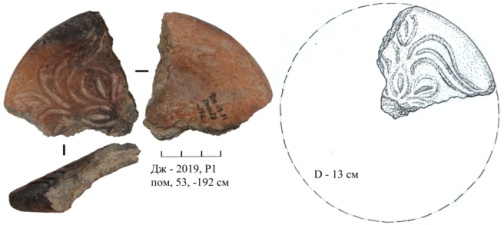 Дж - 2019, Р1
пом, 53, -192 см
D - 13 см